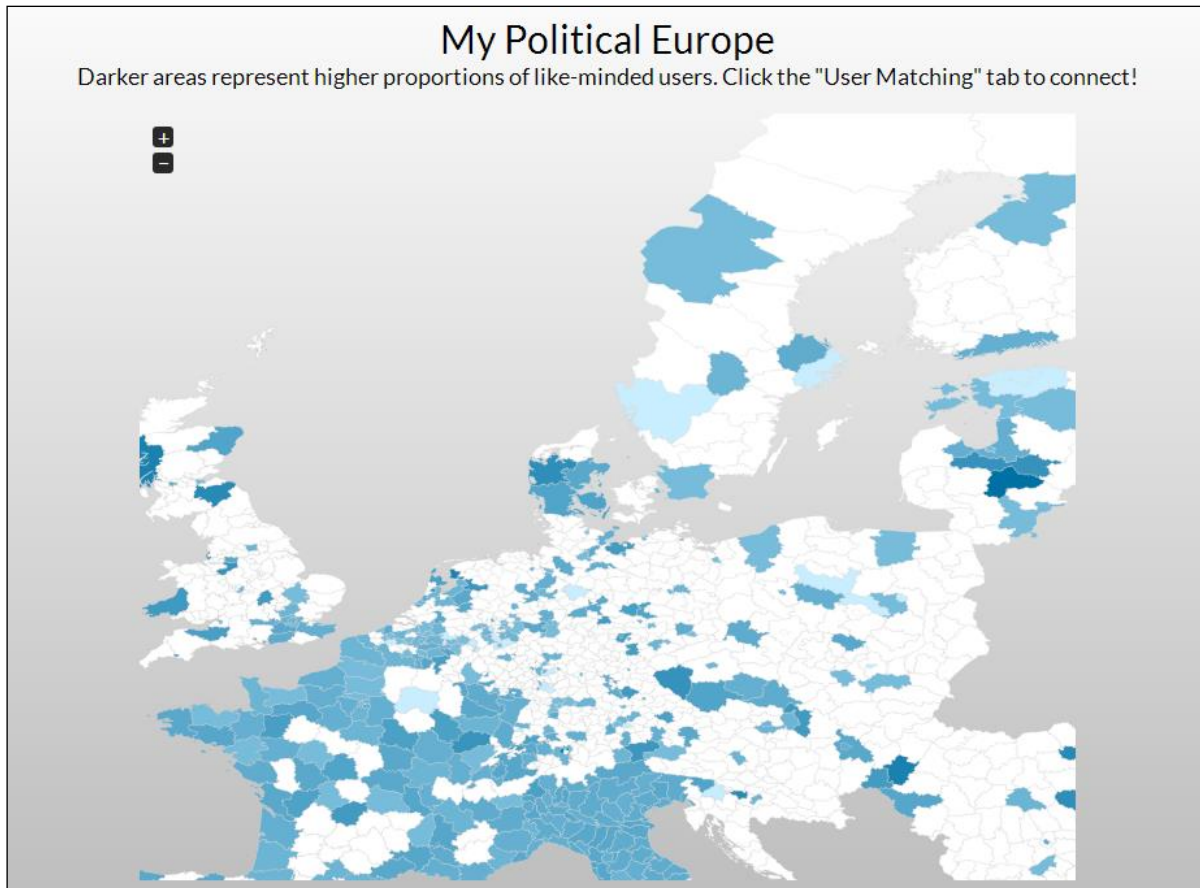 My Political Europe
Darker areas represent higher proportions of like-minded users. Click the "User Matching" tab to connect!
+
−